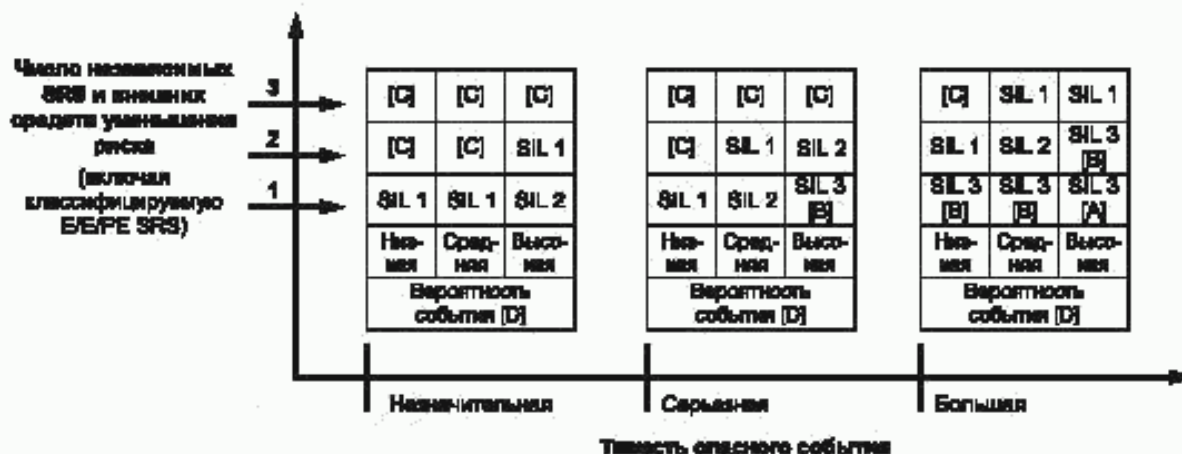 Число независимых
SRS и внешних
средств уменьшения
риска
(включая
классифицируемую
E/E/PE SRS)
3
2
1
[C] [C] [C]
[C] [C] SIL 1
SIL 1 SIL 1 SIL 2
Низ- Сред- Высо-
кая няя кая
Вероятность
события [D]
[C] [C] [C]
[C] SIL 1 SIL 2
SIL 1 SIL 2 SIL 3 [B]
Низ- Сред- Высо-
кая няя кая
Вероятность
события [D]
[C] SIL 1 SIL 1
SIL 1 SIL 2 SIL 3 [B]
SIL 3 [B] SIL 3 [B] SIL 3 [A]
Низ- Сред- Высо-
кая няя кая
Вероятность
события [D]
Незначительная
Серьезная
Большая
Тяжесть опасного события